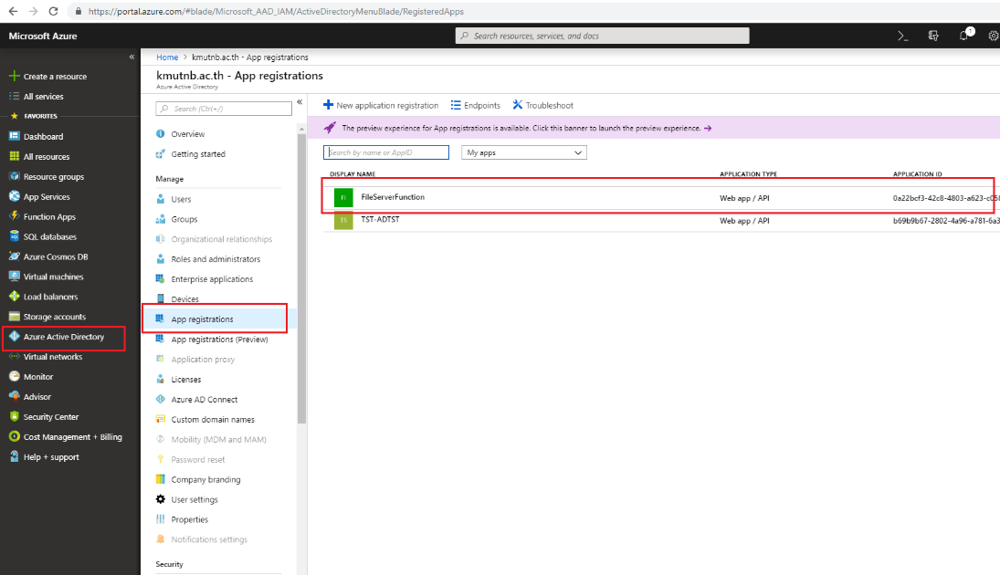 https://portal.azure.com/#blade/Microsoft_AAD_IAM/ActiveDirectoryMenuBlade/RegisteredApps
Microsoft Azure
Search resources, services, and docs
1
Create a resource
All services
FAVORITES
Dashboard
All resources
Resource groups
App Services
Function Apps
SQL databases
Azure Cosmos DB
Virtual machines
Load balancers
Storage accounts
Azure Active Directory
Virtual networks
Monitor
Advisor
Security Center
Cost Management + Billing
Help + support
Home > kmutnb.ac.th - App registrations
kmutnb.ac.th - App registrations
Azure Active Directory
Search (Ctrl+/)
Overview
Getting started
Manage
Users
Groups
Organizational relationships
Roles and administrators
Enterprise applications
Devices
App registrations
App registrations (Preview)
Application proxy
Licenses
Azure AD Connect
Custom domain names
Mobility (MDM and MAM)
Password reset
Company branding
User settings
Properties
Notifications settings
Security
New application registration Endpoints Troubleshoot
The preview experience for App registrations is available. Click this banner to launch the preview experience. →
Search by name or AppID My apps
DISPLAY NAME APPLICATION TYPE APPLICATION ID
FI FileServerFunction Web app / API 0a22bcf3-42c8-4803-a623-c058
TS TST-ADTST Web app / API b69b9b67-2802-4a96-a781-6a3